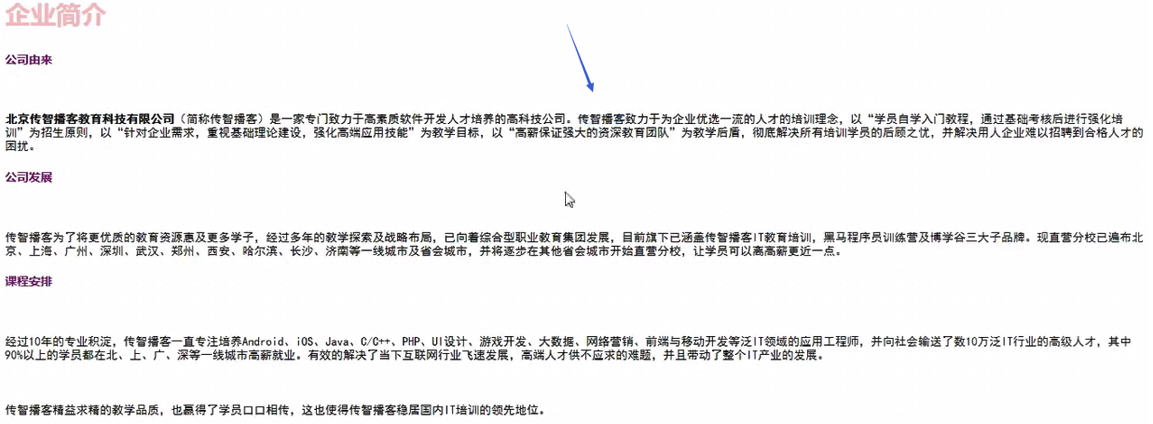 企业简介
公司由来
北京传智播客教育科技有限公司（简称传智播客）是一家专门致力于高素质软件开发人才培养的高科技公司。传智播客致力于为企业优选一流的人才的培训理念，以“学员自学入门教程，通过基础考核后进行强化培
训”为招生原则，以“针对企业需求，重视基础理论建设，强化高端应用技能”为教学目标，以“高薪保证强大的资深教育团队”为教学后盾，彻底解决所有培训学员的后顾之忧，并解决用人企业难以招聘到合格人才的
困扰。
公司发展
传智播客为了将更优质的教育资源惠及更多学子，经过多年的教学探索及战略布局，已向着综合型职业教育集团发展，目前旗下已涵盖传智播客IT教育培训，黑马程序员训练营及博学谷三大子品牌。现直营分校已遍布北
京、上海、广州、深圳、武汉、郑州、西安、哈尔滨、长沙、济南等一线城市及省会城市，并将逐步在其他省会城市开始直营分校，让学员可以离高薪更近一点。
课程安排
经过10年的专业积淀，传智播客一直专注培养Android、iOS、Java、C/C++、PHP、UI设计、游戏开发、大数据、网络营销、前端与移动开发等泛IT领域的应用工程师，并向社会输送了数10万泛IT行业的高级人才，其中
90%以上的学员都在北、上、广、深等一线城市高薪就业。有效的解决了当下互联网行业飞速发展，高端人才供不应求的难题，并且带动了整个IT产业的发展。
传智播客精益求精的教学品质，也赢得了学员口口相传，这也使得传智播客稳居国内IT培训的领先地位。